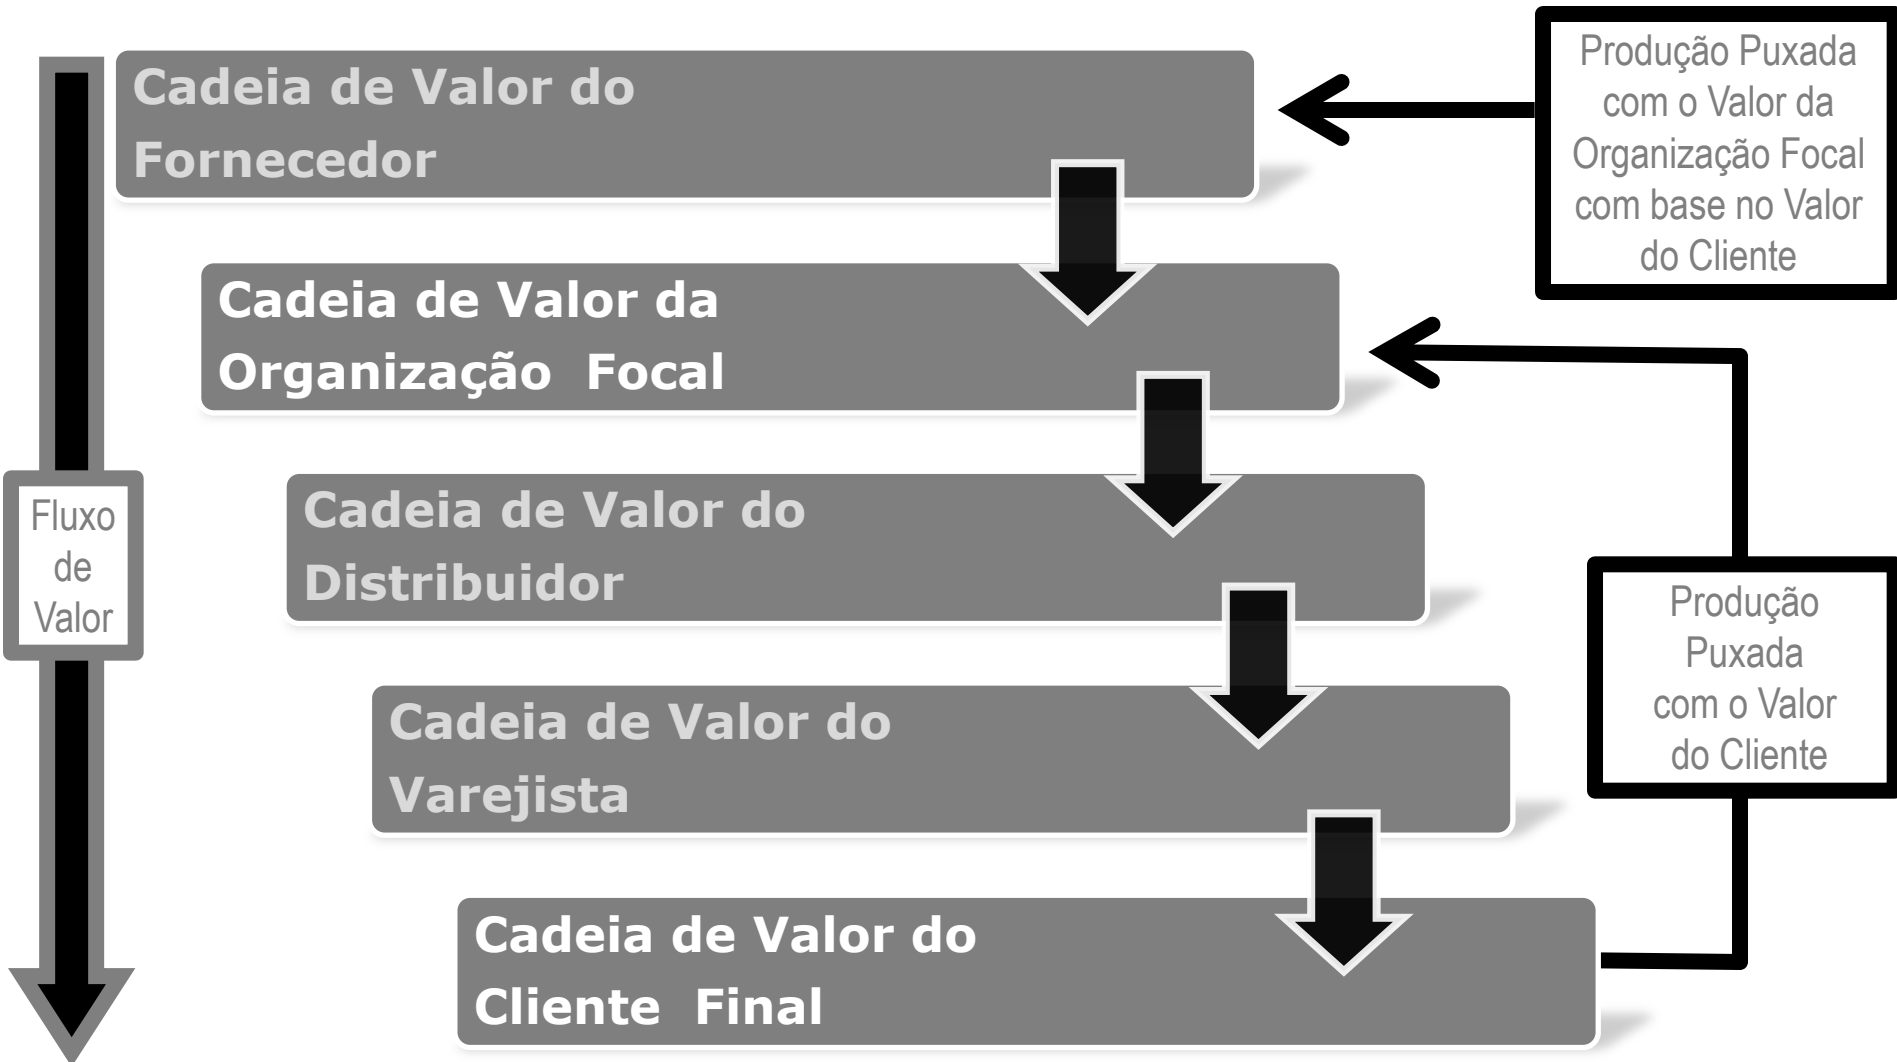 Cadeia de Valor do
Fornecedor
Produção Puxada
com o Valor da
Organização Focal
com base no Valor
do Cliente
Cadeia de Valor da
Organização Focal
Fluxo
de
Valor
Cadeia de Valor do
Distribuidor
Produção
Puxada
com o Valor
do Cliente
Cadeia de Valor do
Varejista
Cadeia de Valor do
Cliente Final